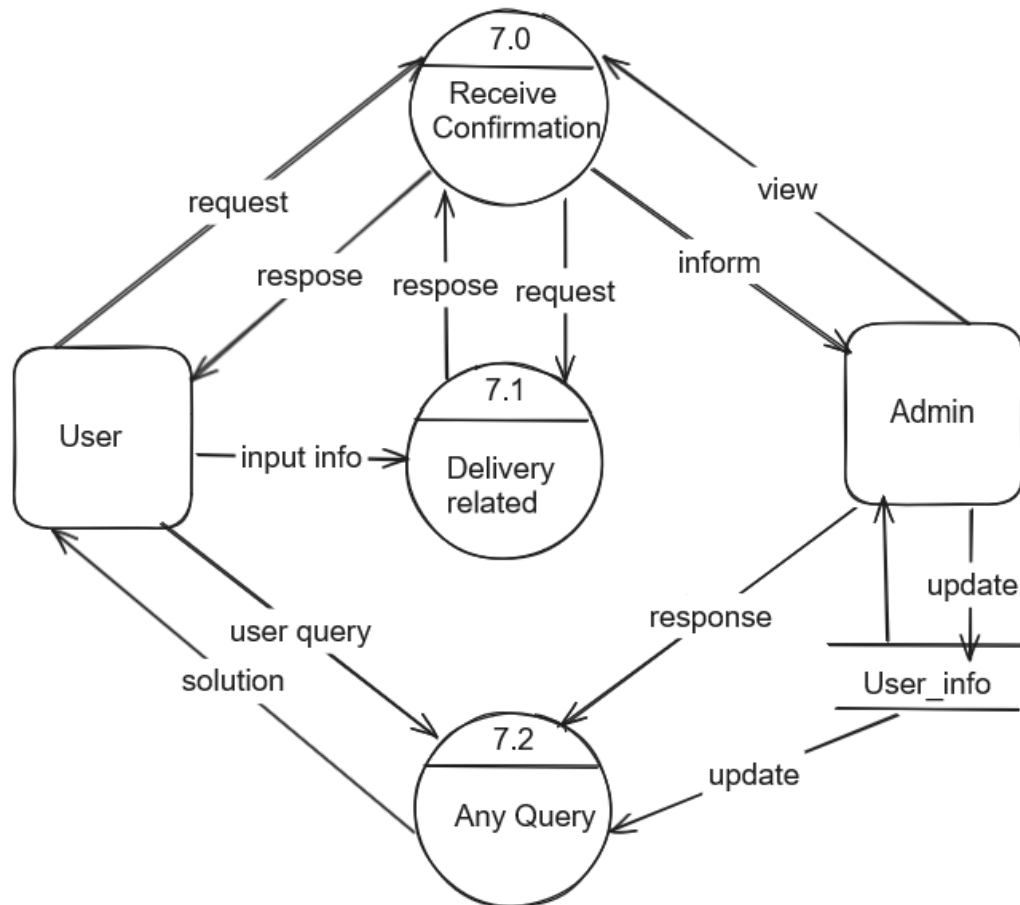 7.0
Receive
Confirmation
request
view
respose
respose
request
inform
User
7.1
Admin
input info
Delivery
related
update
user query
response
solution
User_info
7.2
update
Any Query